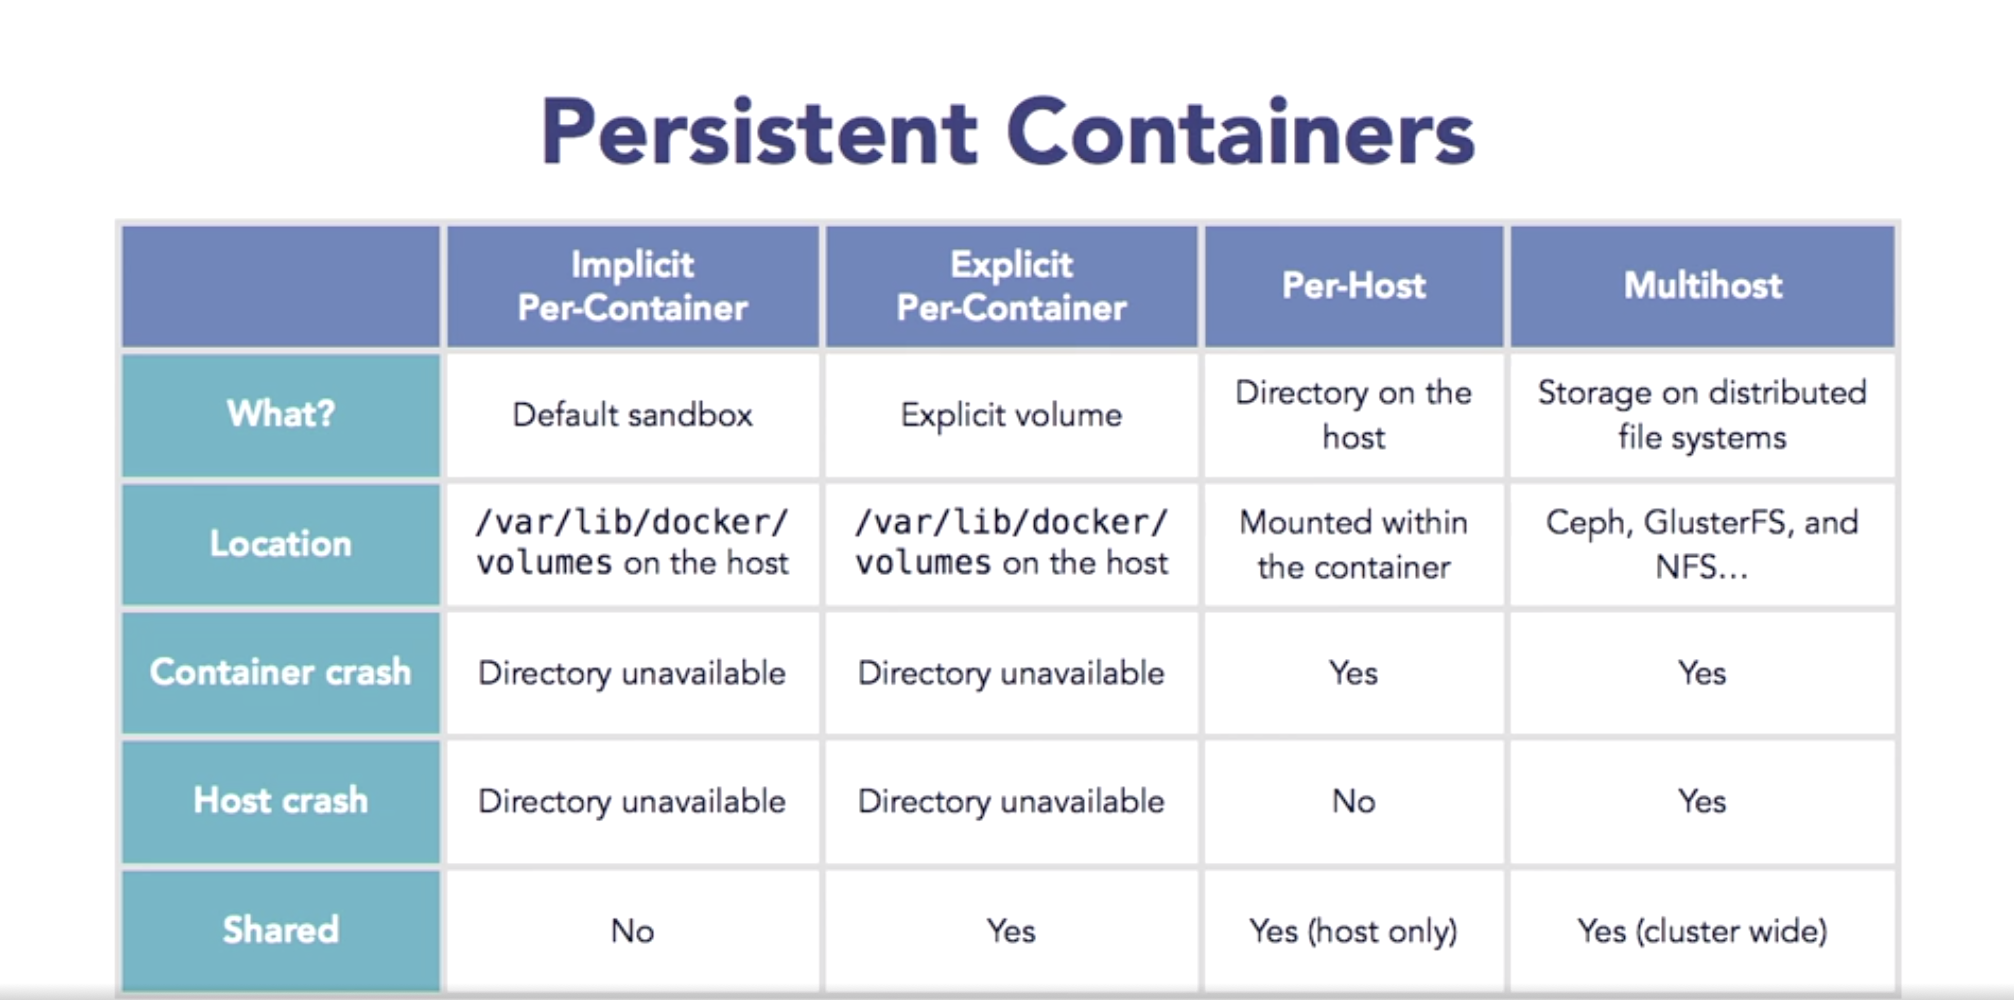 Persistent Containers
Implicit
Per-Container
Explicit
Per-Container
Per-Host
Multihost
What?
Default sandbox
Explicit volume
Directory on the
host
Storage on distributed
file systems
Location
/var/lib/docker/
volumes on the host
/var/lib/docker/
volumes on the host
Mounted within
the container
Ceph, GlusterFS, and
NFS...
Container crash
Directory unavailable
Directory unavailable
Yes
Yes
Host crash
Directory unavailable
Directory unavailable
No
Yes
Shared
No
Yes
Yes (host only)
Yes (cluster wide)